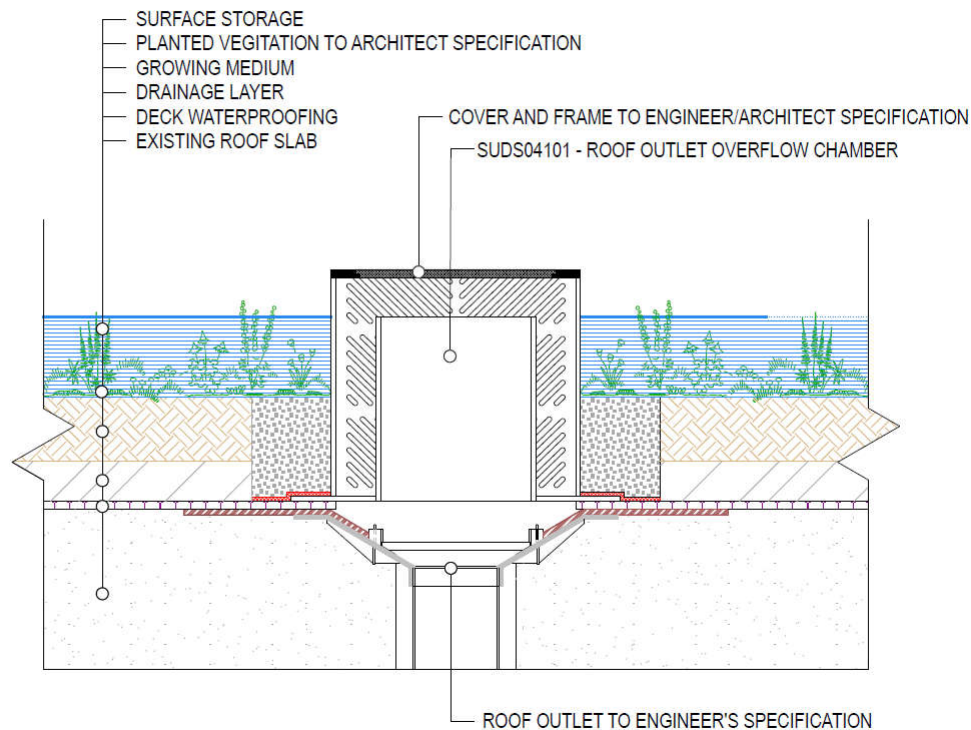 SURFACE STORAGE
PLANTED VEGITATION TO ARCHITECT SPECIFICATION
GROWING MEDIUM
DRAINAGE LAYER
DECK WATERPROOFING
EXISTING ROOF SLAB
COVER AND FRAME TO ENGINEER/ARCHITECT SPECIFICATION
SUDS04101 - ROOF OUTLET OVERFLOW CHAMBER
ROOF OUTLET TO ENGINEER'S SPECIFICATION